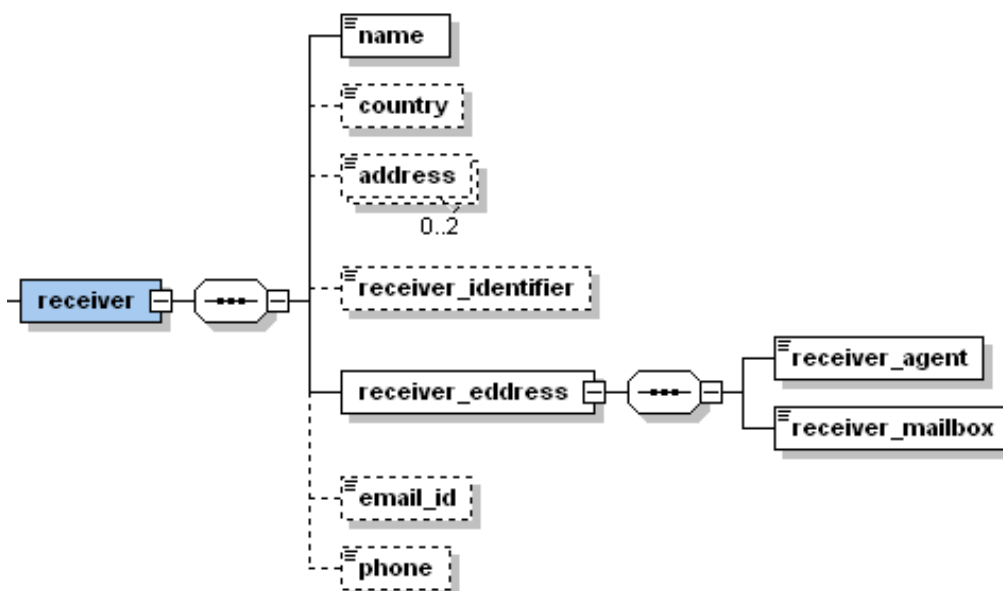 name
country
address
0..2
receiver
receiver_identifier
receiver_eddress
receiver_agent
receiver_mailbox
email_id
phone